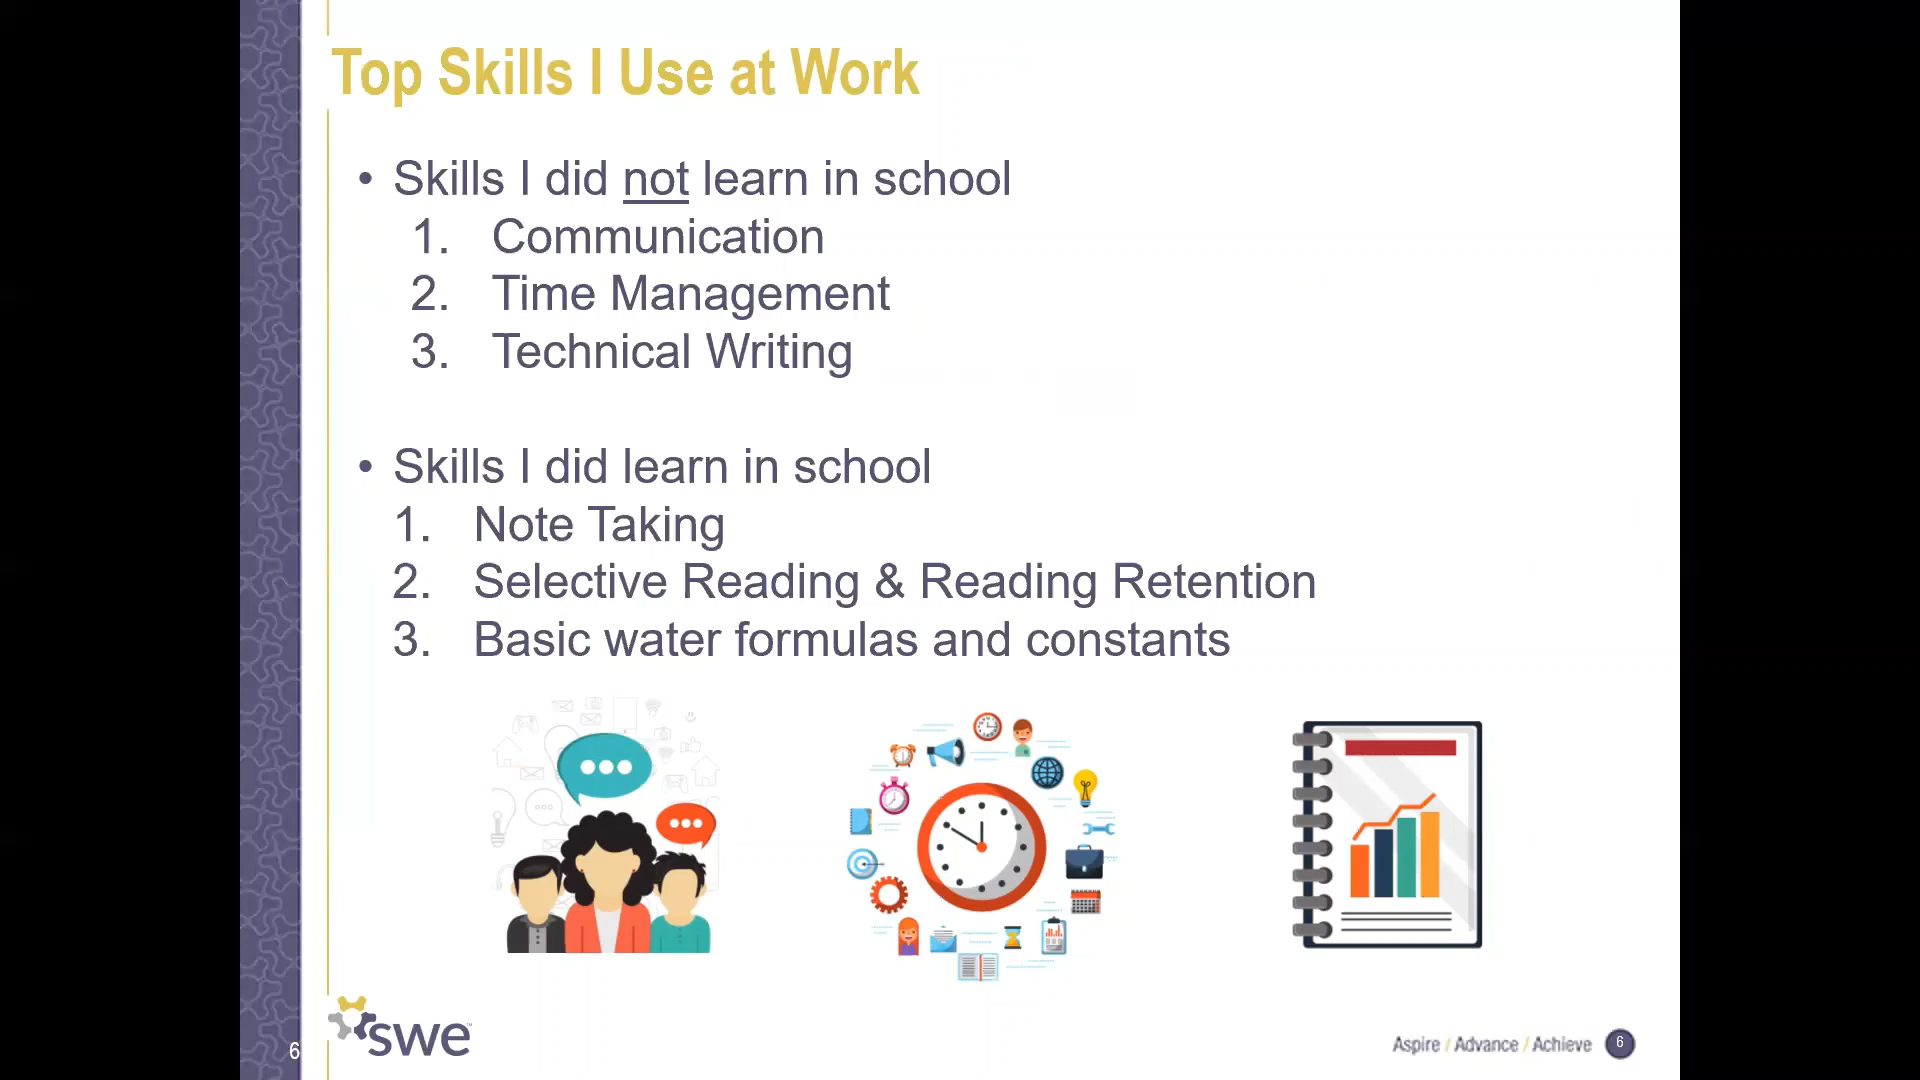 Top Skills I Use at Work
• Skills I did not learn in school
1. Communication
2. Time Management
3. Technical Writing
• Skills I did learn in school
1. Note Taking
2. Selective Reading & Reading Retention
3. Basic water formulas and constants
swe
6
Aspire / Advance / Achieve 6